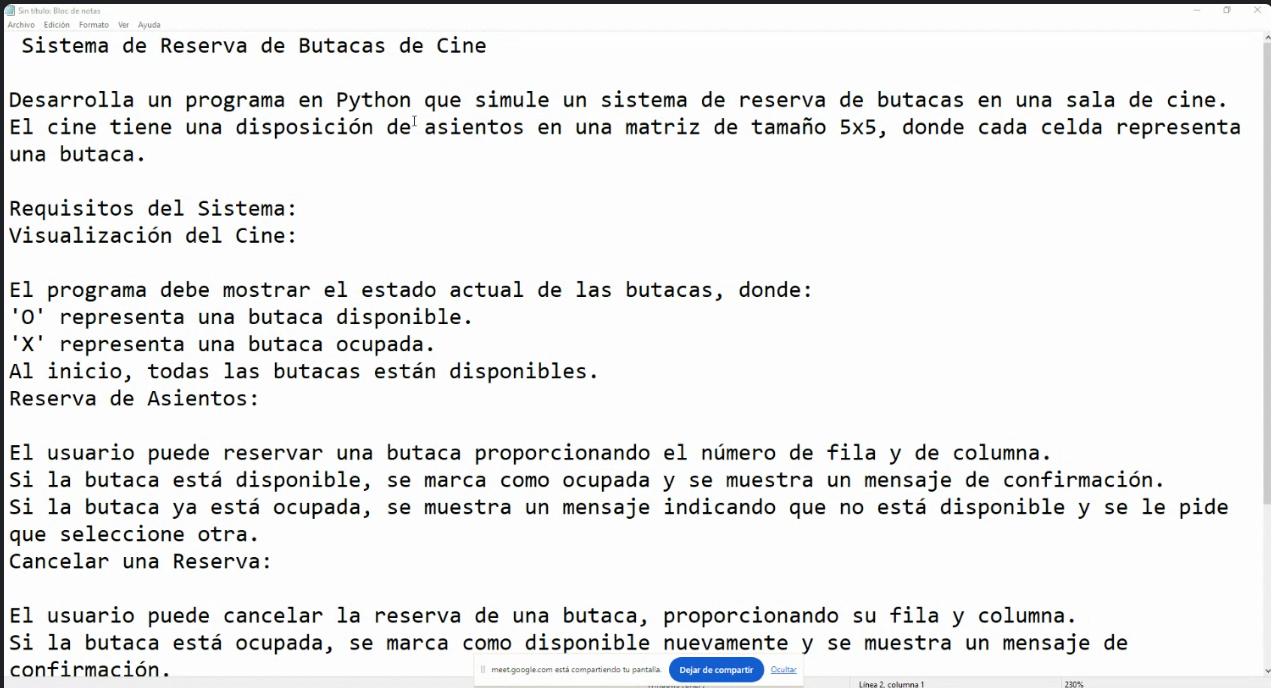 Sin título: Bloc de notas
Archivo Edición Formato Ver Ayuda
Sistema de Reserva de Butacas de Cine
Desarrolla un programa en Python que simule un sistema de reserva de butacas en una sala de cine.
El cine tiene una disposición de asientos en una matriz de tamaño 5x5, donde cada celda representa
una butaca.
Requisitos del Sistema:
Visualización del Cine:
El programa debe mostrar el estado actual de las butacas, donde:
'O' representa una butaca disponible.
'X' representa una butaca ocupada.
Al inicio, todas las butacas están disponibles.
Reserva de Asientos:
El usuario puede reservar una butaca proporcionando el número de fila y de columna.
Si la butaca está disponible, se marca como ocupada y se muestra un mensaje de confirmación.
Si la butaca ya está ocupada, se muestra un mensaje indicando que no está disponible y se le pide
que seleccione otra.
Cancelar una Reserva:
El usuario puede cancelar la reserva de una butaca, proporcionando su fila y columna.
Si la butaca está ocupada, se marca como disponible nuevamente y se muestra un mensaje de
confirmación.
meet.google.com está compartiendo tu pantalla. Dejar de compartir Ocultar
Línea 2, columna 1 230%